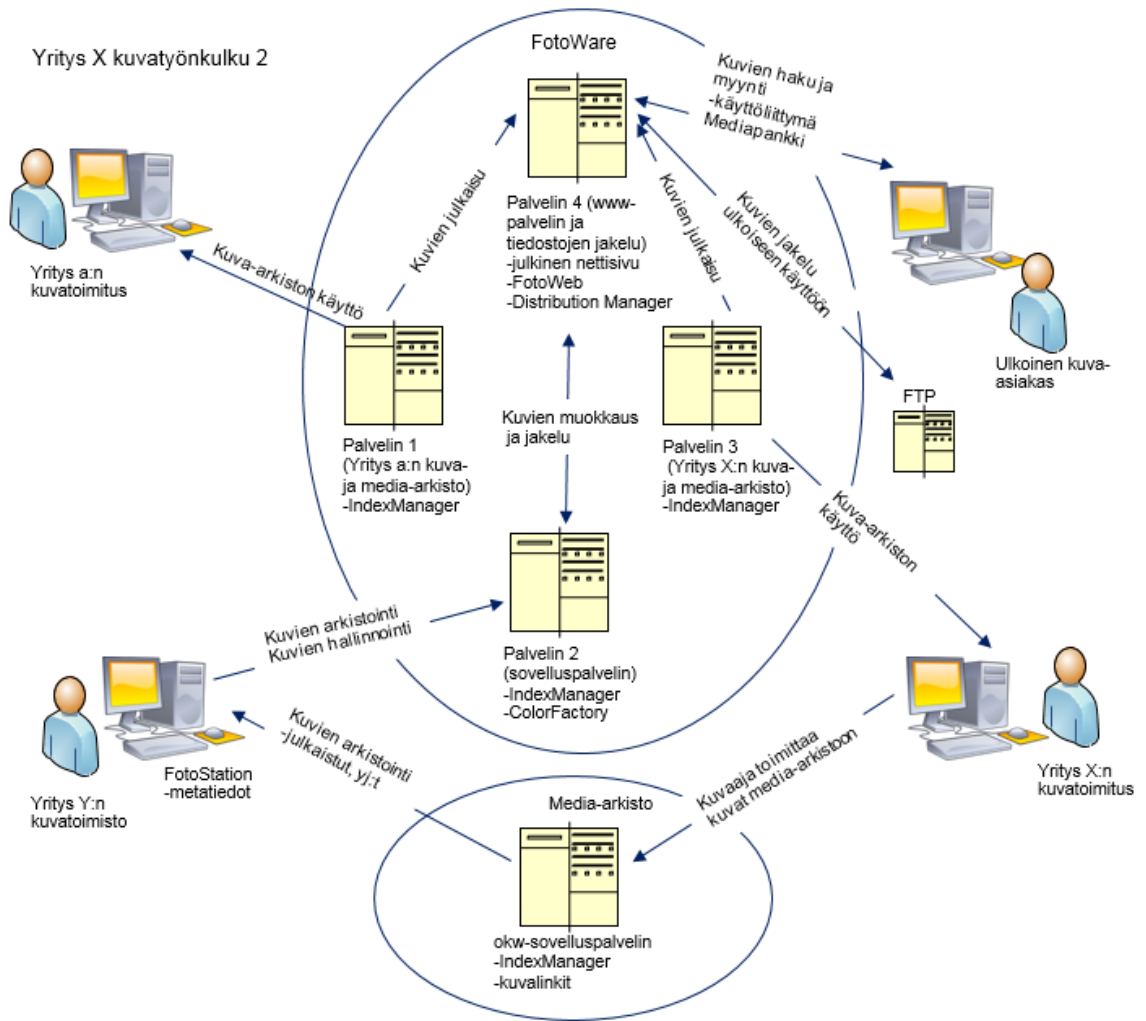 Yritys X kuvatyönkulku 2
FotoWare
Kuvien haku ja
myynti
-käyttöliittymä
Mediapankki
Kuvien julkaisu
Palvelin 4 (www-
palvelin ja
tiedostojen jakelu)
-julkinen nettisivu
-FotoWeb
-Distribution Manager
Kuvien julkaisu
Kuvien jakelu
ulkoiseen käyttöön
Yritys a:n
kuvatoimitus
Kuva-arkiston käyttö
Ulkoinen kuva-
asiakas
FTP
Kuvien muokkaus
ja jakelu
Palvelin 1
(Yritys a:n kuva-
ja media-arkisto)
-IndexManager
Palvelin 3
(Yritys X:n kuva-
ja media-arkisto)
-IndexManager
Kuva-arkiston
käyttö
Kuvien arkistointi
Kuvien hallinnointi
Palvelin 2
(sovelluspalvelin)
-IndexManager
-ColorFactory
Kuvien arkistointi
-julkaistut, yj:t
FotoStation
-metatiedot
Yritys Y:n
kuvatoimisto
Kuvaaja toimittaa
kuvat media-arkistoon
Yritys X:n
kuvatoimitus
Media-arkisto
okw-sovelluspalvelin
-IndexManager
-kuvalinkit